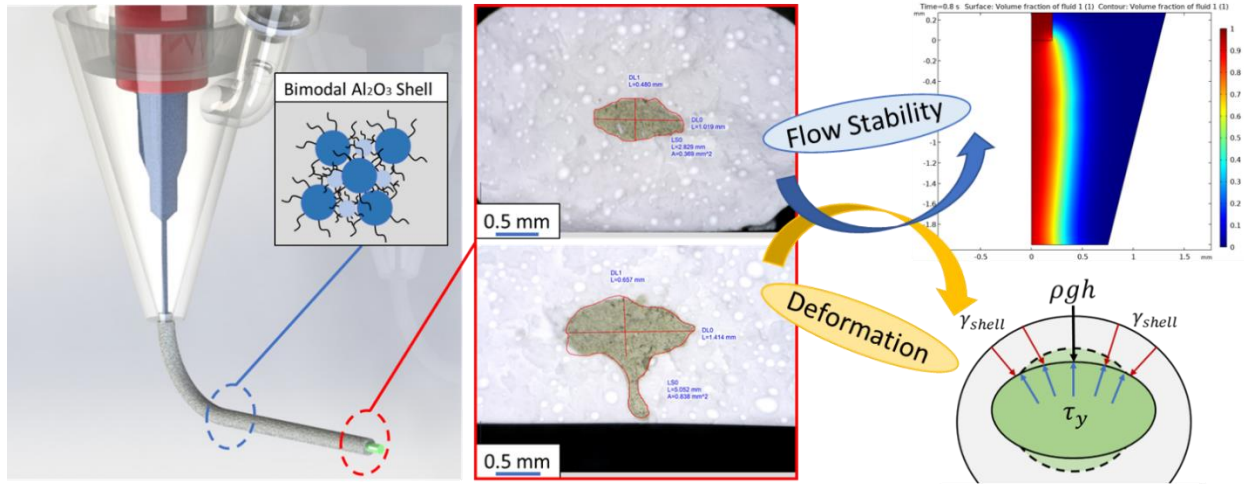 Bimodal Al₂O₃ Shell
DL1
L=0.480 mm
DL0
L=1.019 mm
LS0
L=2.629 mm
A=0.369 mm^2
0.5 mm
DL1
L=0.657 mm
DL0
L=1.414 mm
LS0
L=5.052 mm
A=0.838 mm^2
0.5 mm
Flow Stability
Deformation
Time=0.8 s Surface: Volume fraction of fluid 1 (1) Contour: Volume fraction of fluid 1 (1)
mm
0.2
0
-0.2
-0.4
-0.6
-0.8
-1
-1.2
-1.4
-1.6
-1.8
-0.5
0
0.5
1
1.5
mm
1
0.9
0.8
0.7
0.6
0.5
0.4
0.3
0.2
0.1
0
ρgh
γshell
γshell
τy